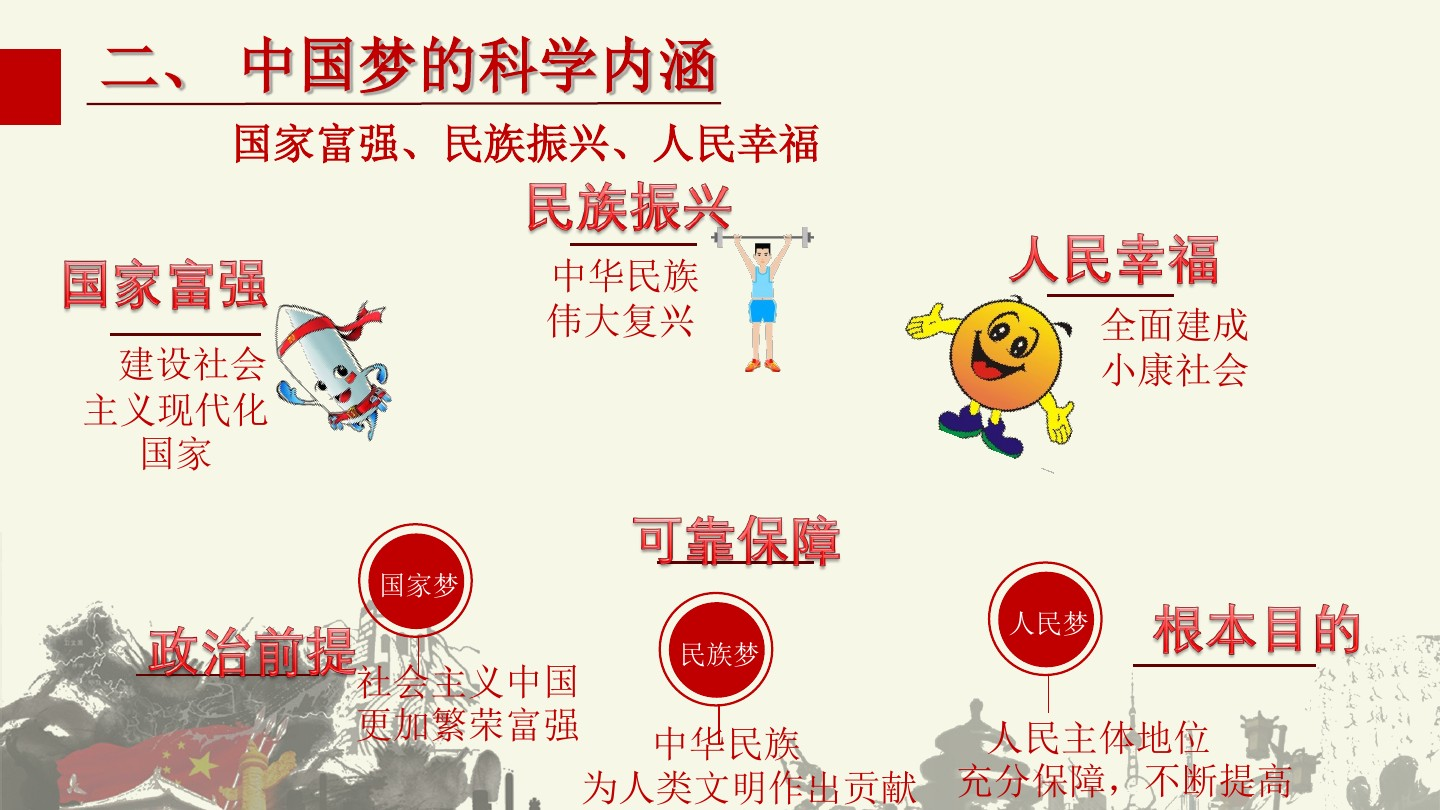 二、 中国梦的科学内涵
国家富强、民族振兴、人民幸福
民族振兴
中华民族
伟大复兴
国家富强
建设社会
主义现代化
国家
人民幸福
全面建成
小康社会
国家梦
政治前提
社会主义中国
更加繁荣富强
可靠保障
民族梦
中华民族
为人类文明作出贡献
人民梦
根本目的
人民主体地位
充分保障，不断提高